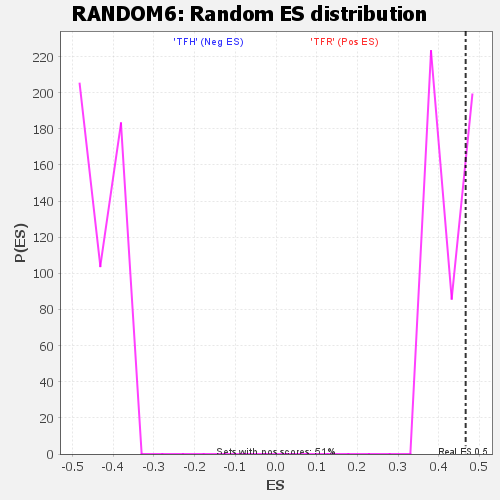 RANDOM6: Random ES distribution
'TFH' (Neg ES) 'TFR' (Pos ES)
220
200
180
160
140
120
100
80
60
40
20
0
P(ES)
Sets with pos scores: 51%
Real ES 0.5
-0.5 -0.4 -0.3 -0.2 -0.1 0.0 0.1 0.2 0.3 0.4 0.5
ES